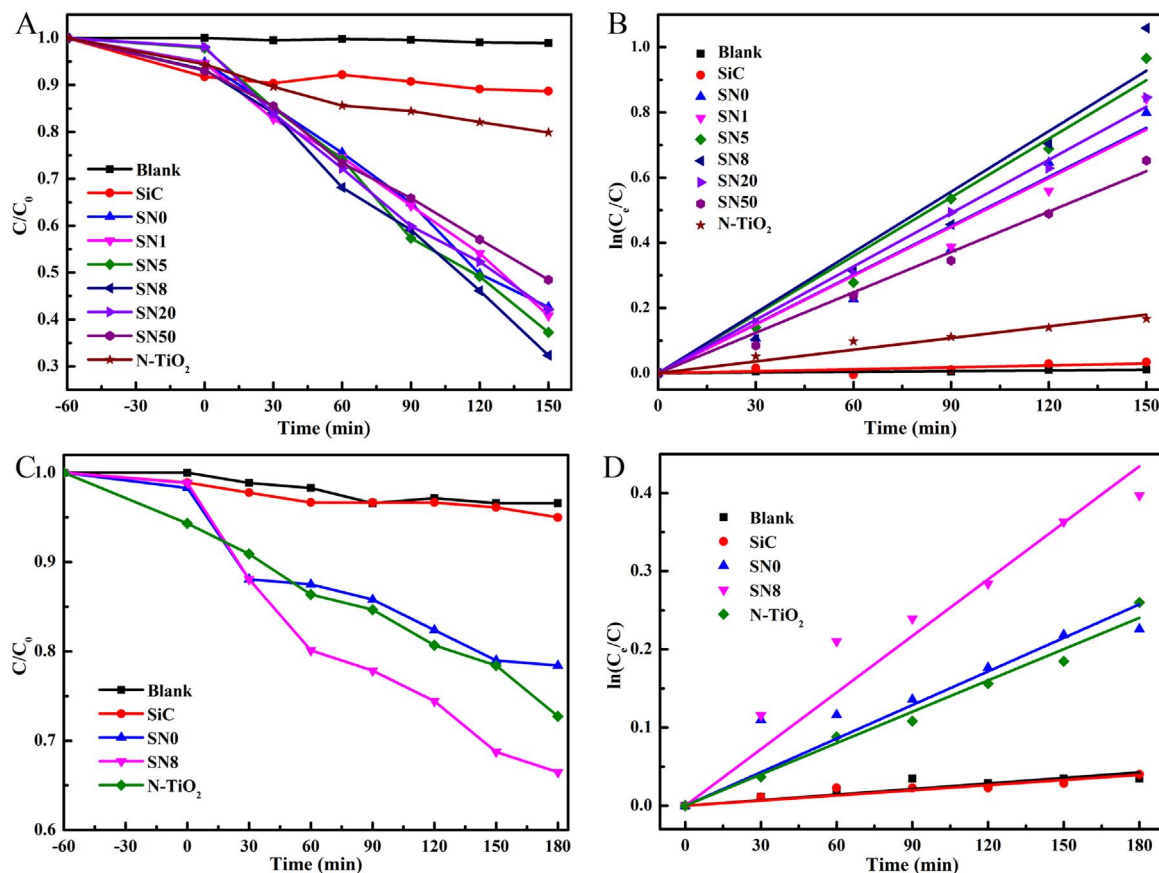 A
1.0
0.9
0.8
0.7
0.6
0.5
0.4
0.3
C/C0
Blank
SiC
SN0
SN1
SN5
SN8
SN20
SN50
N-TiO2
-60 -30 0 30 60 90 120 150
Time (min)
B
1.0
0.8
0.6
0.4
0.2
0.0
ln(Ce/C)
Blank
SiC
SN0
SN1
SN5
SN8
SN20
SN50
N-TiO2
0 30 60 90 120 150
Time (min)
C
1.0
0.9
0.8
0.7
0.6
C/C0
Blank
SiC
SN0
SN8
N-TiO2
-60 -30 0 30 60 90 120 150 180
Time (min)
D
0.4
0.3
0.2
0.1
0.0
ln(Ce/C)
Blank
SiC
SN0
SN8
N-TiO2
0 30 60 90 120 150 180
Time (min)